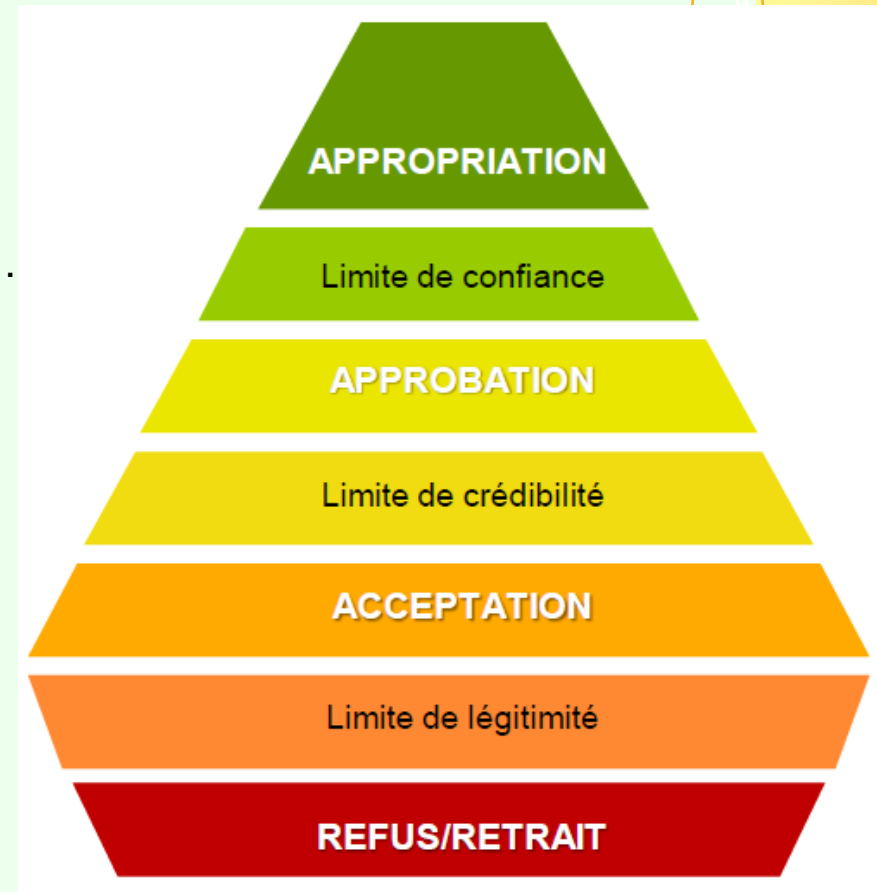 APPROPRIATION
Limite de confiance
APPROBATION
Limite de crédibilité
ACCEPTATION
Limite de légitimité
REFUS/RETRAIT